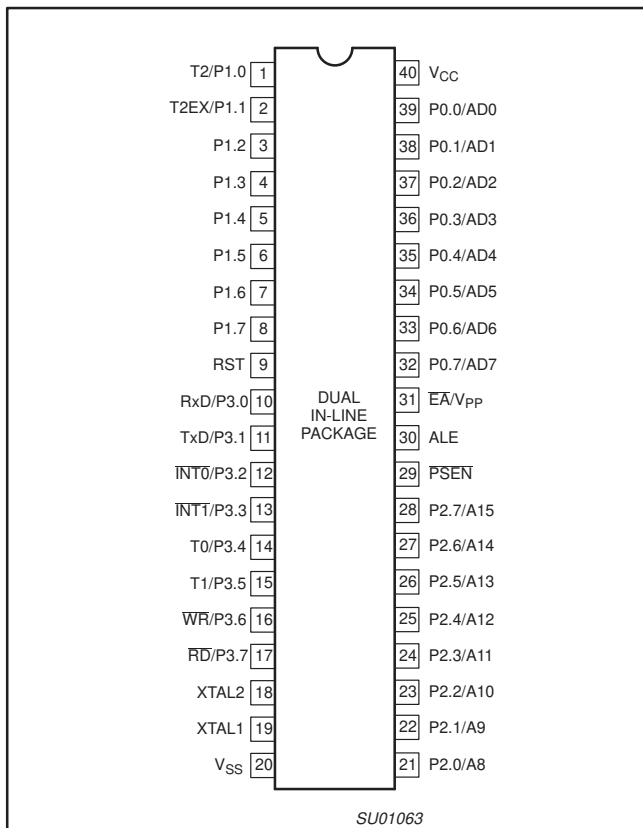 T2/P1.0 1 40 VCC
T2EX/P1.1 2 39 P0.0/AD0
P1.2 3 38 P0.1/AD1
P1.3 4 37 P0.2/AD2
P1.4 5 36 P0.3/AD3
P1.5 6 35 P0.4/AD4
P1.6 7 34 P0.5/AD5
P1.7 8 33 P0.6/AD6
RST 9 32 P0.7/AD7
RxD/P3.0 10 31 E̅A̅/VPP
TxD/P3.1 11 30 ALE
I̅N̅T̅0̅/P3.2 12 29 P̅S̅E̅N̅
I̅N̅T̅1̅/P3.3 13 28 P2.7/A15
T0/P3.4 14 27 P2.6/A14
T1/P3.5 15 26 P2.5/A13
W̅R̅/P3.6 16 25 P2.4/A12
R̅D̅/P3.7 17 24 P2.3/A11
XTAL2 18 23 P2.2/A10
XTAL1 19 22 P2.1/A9
VSS 20 21 P2.0/A8
DUAL
IN-LINE
PACKAGE
SU01063